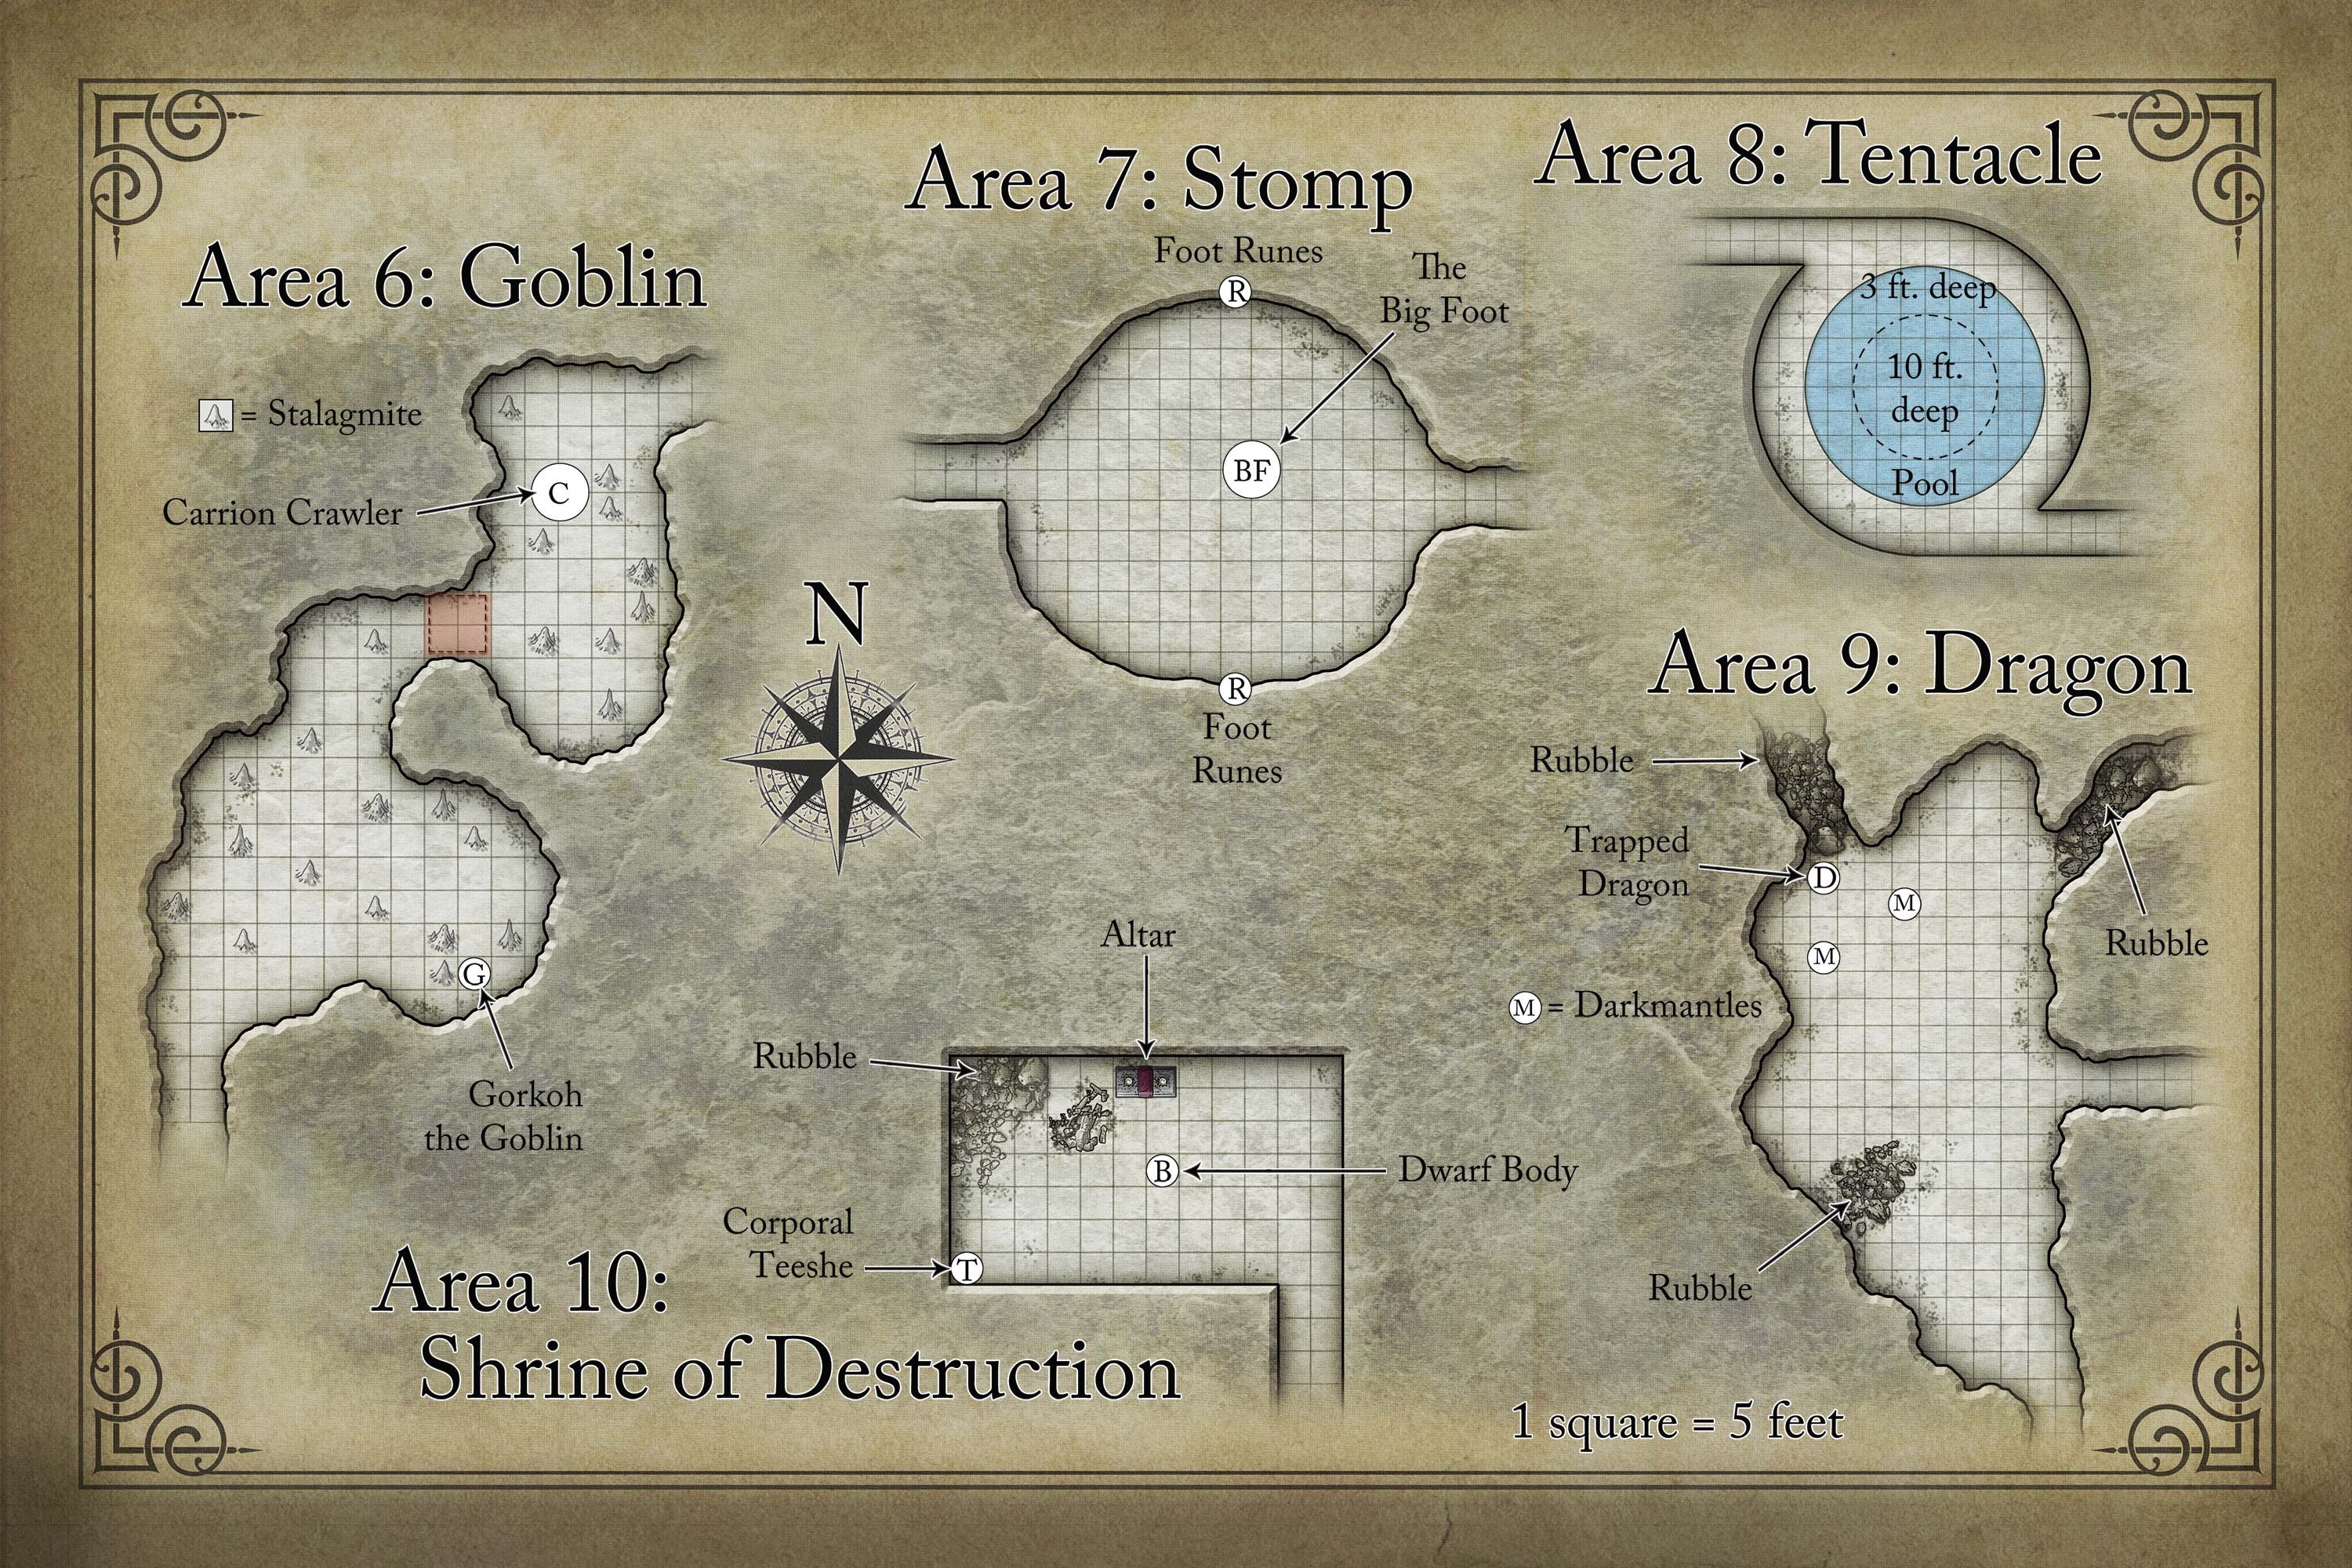 Area 6: Goblin
= Stalagmite
C
Carrion Crawler
G
Gorkoh
the Goblin
Area 7: Stomp
Foot Runes
R
The
Big Foot
BF
R
Foot
Runes
N
Area 8: Tentacle
3 ft. deep
10 ft.
deep
Pool
Area 9: Dragon
Rubble
Trapped
Dragon
D
M
M
Rubble
M = Darkmantles
Rubble
Area 10:
Shrine of Destruction
Altar
Rubble
B
Dwarf Body
Corporal
Teeshe
T
1 square = 5 feet